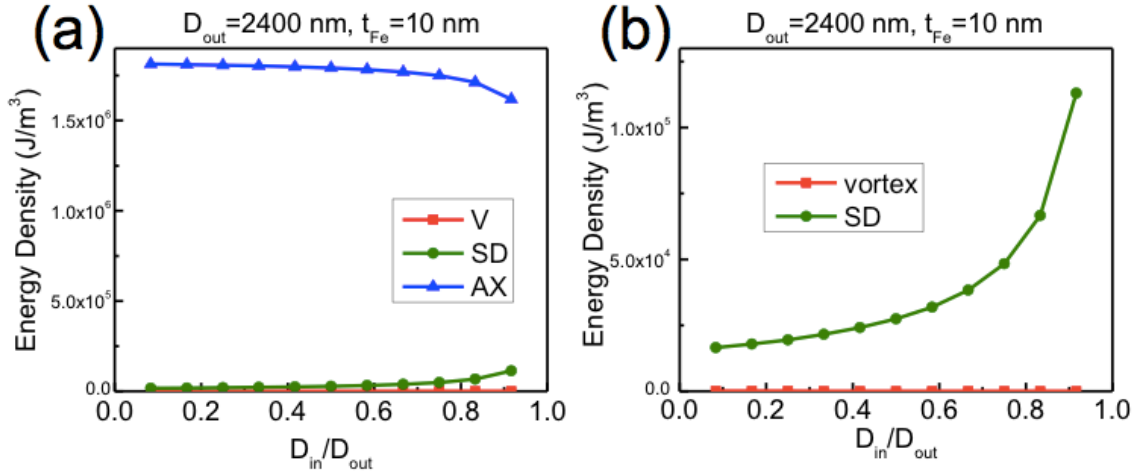 (a)
D_out=2400 nm, t_Fe=10 nm
Energy Density (J/m³)
1.5x10⁶
1.0x10⁶
5.0x10⁵
0.0
V
SD
AX
0.0 0.2 0.4 0.6 0.8 1.0
D_in/D_out
(b)
D_out=2400 nm, t_Fe=10 nm
Energy Density (J/m³)
1.0x10⁵
5.0x10⁴
0.0
vortex
SD
0.0 0.2 0.4 0.6 0.8 1.0
D_in/D_out